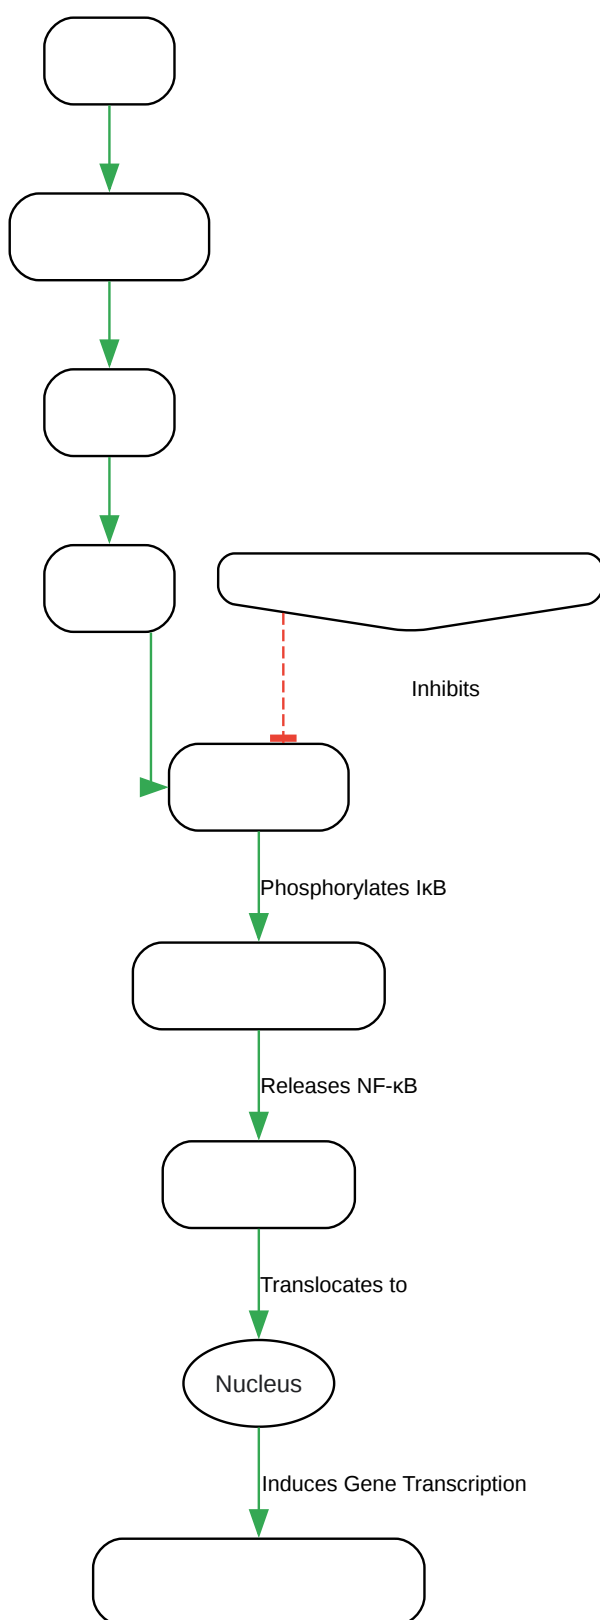 Inhibits
Phosphorylates IκB
Releases NF-κB
Translocates to
Nucleus
Induces Gene Transcription